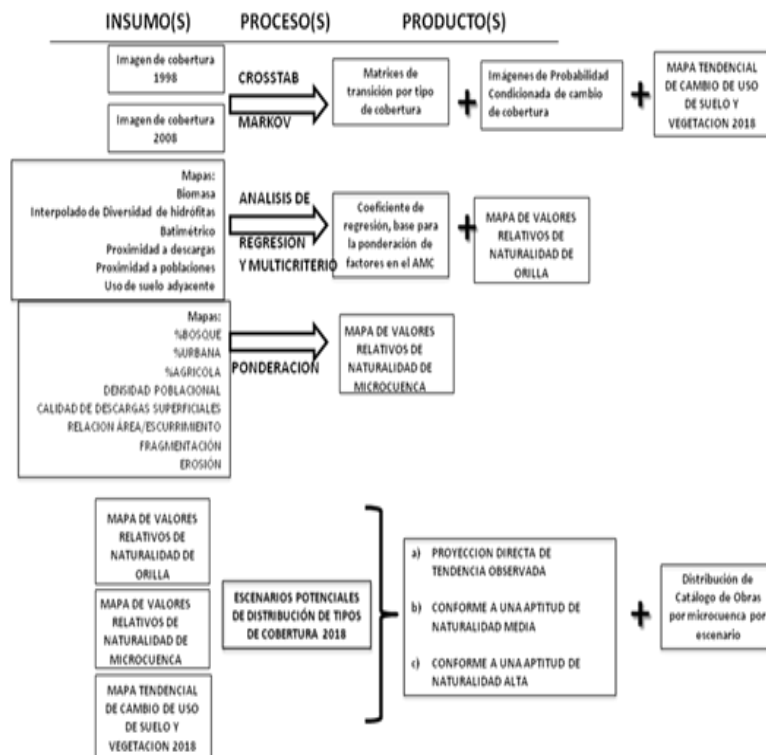 INSUMO(S) PROCESO(S) PRODUCTO(S)
Imagen de cobertura
1998
Imagen de cobertura
2008
CROSSTAB
MARKOV
Matrices de
transición por tipo
de cobertura
+
Imágenes de Probabilidad
Condicionada de cambio
de cobertura
+
MAPA TENDENCIAL
DE CAMBIO DE USO
DE SUELO Y
VEGETACION 2018
Mapas:
Biomasa
Interpolado de Diversidad de hidrófitas
Batimétrico
Proximidad a descargas
Proximidad a poblaciones
Uso de suelo adyacente
ANALISIS DE
REGRESIÓN
Y MULTICRITERIO
Coeficiente de
regresión, base para
la ponderación de
factores en el AMC
+
MAPA DE VALORES
RELATIVOS DE
NATURALIDAD DE
ORILLA
Mapas:
%BOSQUE
%URBANA
%AGRICOLA
DENSIDAD POBLACIONAL
CALIDAD DE DESCARGAS SUPERFICIALES
RELACION ÁREA/ESCURRIMIENTO
FRAGMENTACIÓN
EROSIÓN
PONDERACION
MAPA DE VALORES
RELATIVOS DE
NATURALIDAD DE
MICROCUENCA
MAPA DE VALORES
RELATIVOS DE
NATURALIDAD DE
ORILLA
MAPA DE VALORES
RELATIVOS DE
NATURALIDAD DE
MICROCUENCA
MAPA TENDENCIAL
DE CAMBIO DE USO
DE SUELO Y
VEGETACION 2018
ESCENARIOS POTENCIALES
DE DISTRIBUCIÓN DE TIPOS
DE COBERTURA 2018
a) PROYECCION DIRECTA DE
TENDENCIA OBSERVADA
b) CONFORME A UNA APTITUD DE
NATURALIDAD MEDIA
c) CONFORME A UNA APTITUD DE
NATURALIDAD ALTA
+
Distribución de
Catálogo de Obras
por microcuenca por
escenario